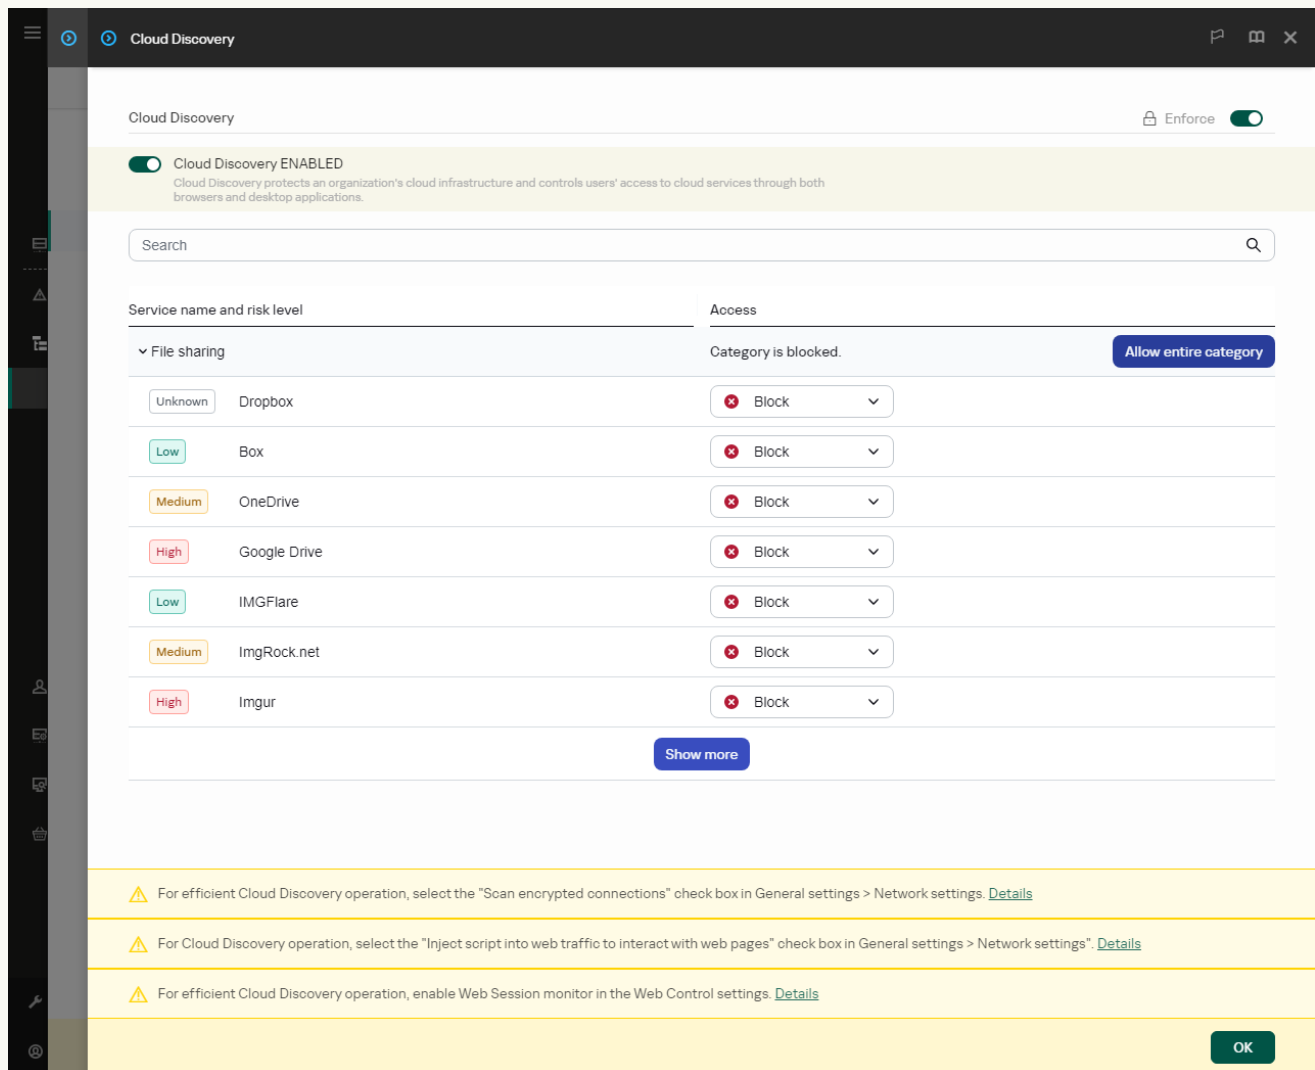 Cloud Discovery
Cloud Discovery
Enforce
Cloud Discovery ENABLED
Cloud Discovery protects an organization's cloud infrastructure and controls users' access to cloud services through both
browsers and desktop applications.
Search
Service name and risk level
Access
File sharing
Category is blocked.
Allow entire category
Unknown Dropbox Block
Low Box Block
Medium OneDrive Block
High Google Drive Block
Low IMGFlare Block
Medium ImgRock.net Block
High Imgur Block
Show more
For efficient Cloud Discovery operation, select the "Scan encrypted connections" check box in General settings > Network settings. Details
For Cloud Discovery operation, select the "Inject script into web traffic to interact with web pages" check box in General settings > Network settings". Details
For efficient Cloud Discovery operation, enable Web Session monitor in the Web Control settings. Details
OK